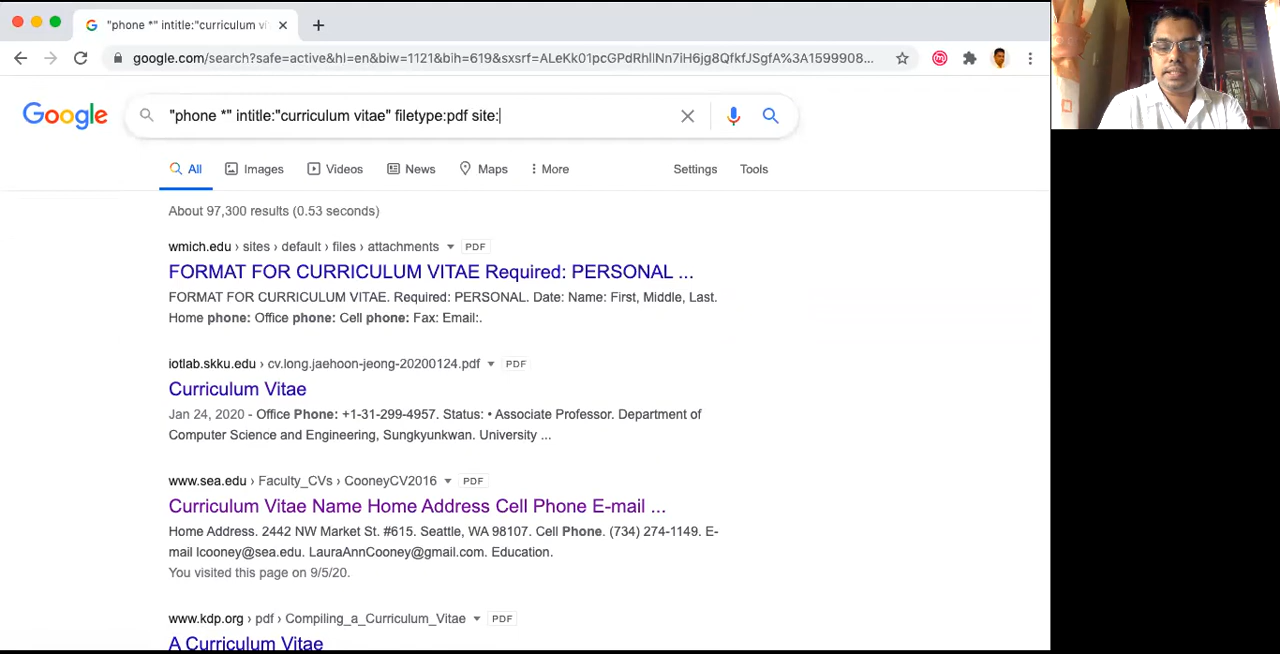 "phone *" intitle:"curriculum vi
google.com/search?safe=active&hl=en&biw=1121&bih=619&sxsrf=ALeKk01pcGPdRhllNn7iH6jg8QfkfJSgfA%3A1599908...
Google
"phone *" intitle:"curriculum vitae" filetype:pdf site:
All Images Videos News Maps More Settings Tools
About 97,300 results (0.53 seconds)
wmich.edu › sites › default › files › attachments PDF
FORMAT FOR CURRICULUM VITAE Required: PERSONAL ...
FORMAT FOR CURRICULUM VITAE. Required: PERSONAL. Date: Name: First, Middle, Last.
Home phone: Office phone: Cell phone: Fax: Email:.
iotlab.skku.edu › cv.long.jaehoon-jeong-20200124.pdf PDF
Curriculum Vitae
Jan 24, 2020 - Office Phone: +1-31-299-4957. Status: • Associate Professor. Department of
Computer Science and Engineering, Sungkyunkwan. University ...
www.sea.edu › Faculty_CVs › CooneyCV2016 PDF
Curriculum Vitae Name Home Address Cell Phone E-mail ...
Home Address. 2442 NW Market St. #615. Seattle, WA 98107. Cell Phone. (734) 274-1149. E-
mail lcooney@sea.edu. LauraAnnCooney@gmail.com. Education.
You visited this page on 9/5/20.
www.kdp.org › pdf › Compiling_a_Curriculum_Vitae PDF
A Curriculum Vitae